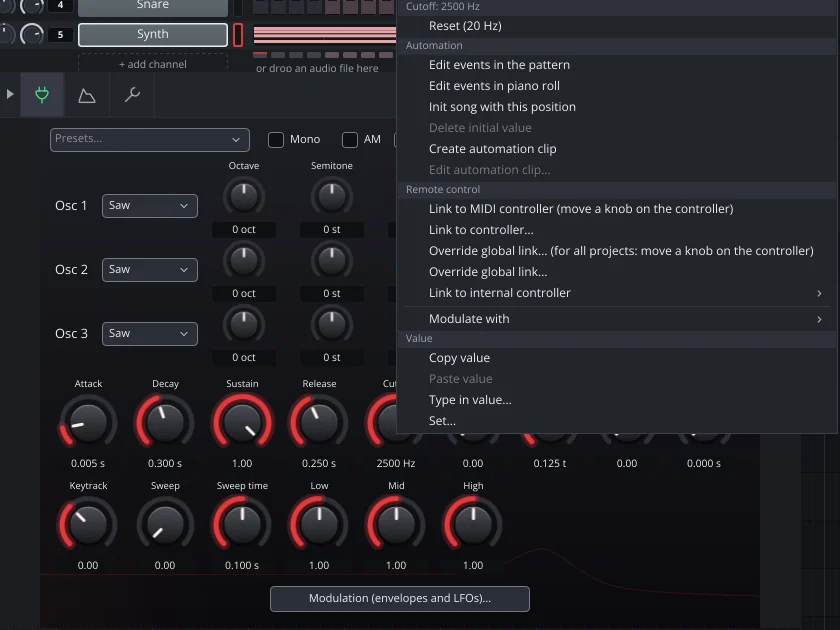 4
Snare
5
Synth
+ add channel
or drop an audio file here
Presets...
Mono
AM
Octave
Semitone
Osc 1
Saw
0 oct
0 st
Osc 2
Saw
0 oct
0 st
Osc 3
Saw
0 oct
0 st
Attack
Decay
Sustain
Release
0.005 s
0.300 s
1.00
0.250 s
2500 Hz
0.00
0.125 t
0.00
0.000 s
Keytrack
Sweep
Sweep time
Low
Mid
High
0.00
0.00
0.100 s
1.00
1.00
1.00
Modulation (envelopes and LFOs)...
Cutoff: 2500 Hz
Reset (20 Hz)
Automation
Edit events in the pattern
Edit events in piano roll
Init song with this position
Delete initial value
Create automation clip
Edit automation clip...
Remote control
Link to MIDI controller (move a knob on the controller)
Link to controller...
Override global link... (for all projects: move a knob on the controller)
Override global link...
Link to internal controller
Modulate with
Value
Copy value
Paste value
Type in value...
Set...